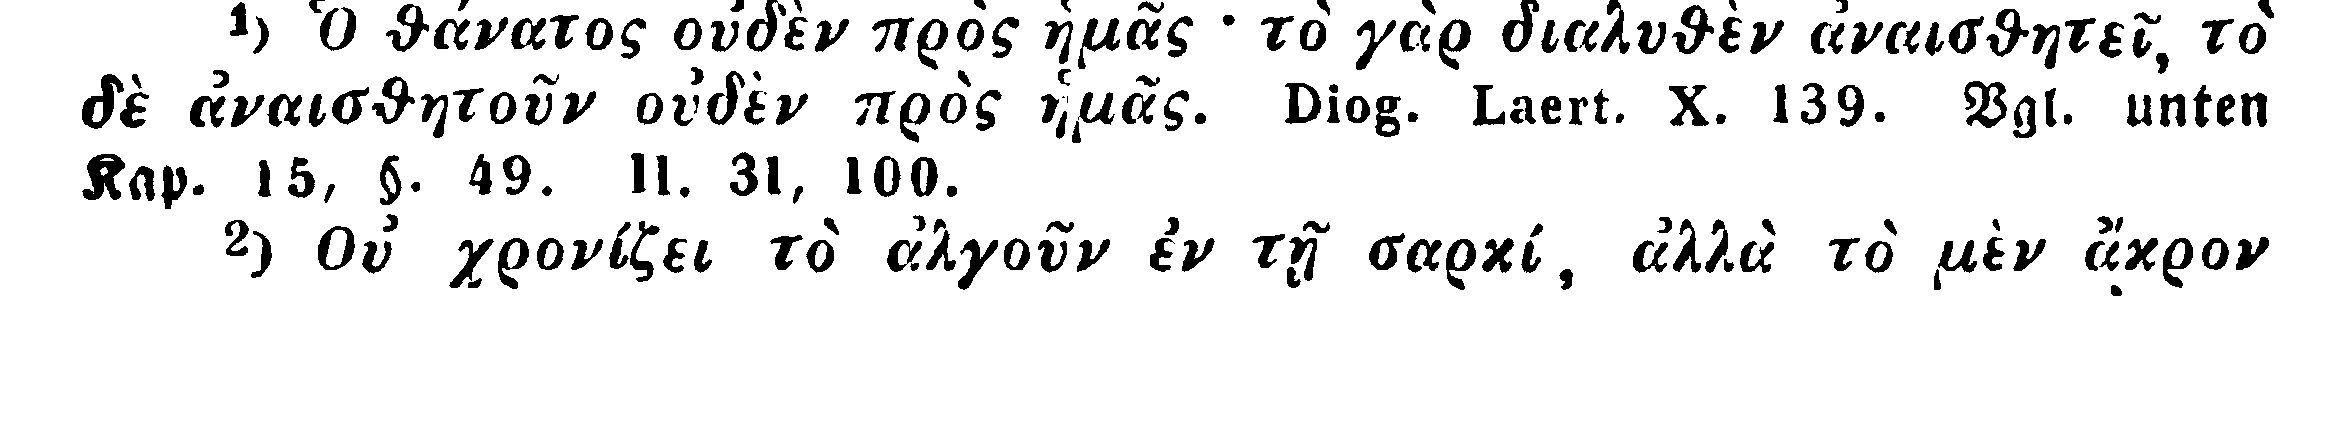 1) Ὁ θάνατος οὐδὲν πρὸς ἡμᾶς · τὸ γὰρ διαλυθὲν ἀναισθητεῖ, τὸ
δὲ ἀναισθητοῦν οὐδὲν πρὸς ἡμᾶς. Diog. Laert. X. 139. Vgl. unten
Kap. 15, §. 49. II. 31, 100.
2) Οὐ χρονίζει τὸ ἀλγοῦν ἐν τῇ σαρκί, ἀλλὰ τὸ μὲν ἄκρον